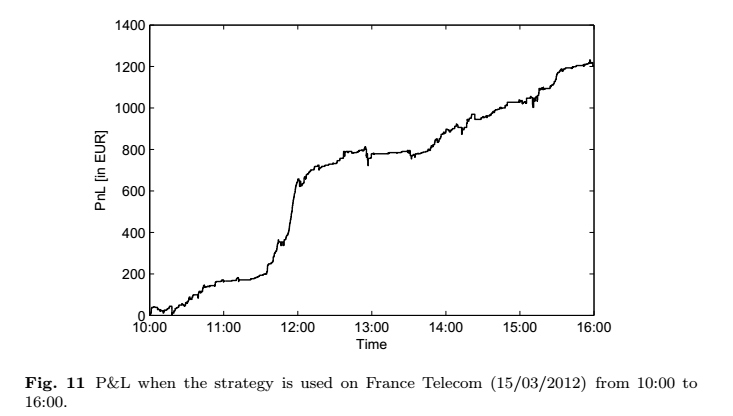 1400
1200
1000
800
600
400
200
0
PnL [in EUR]
10:00 11:00 12:00 13:00 14:00 15:00 16:00
Time
Fig. 11 P&L when the strategy is used on France Telecom (15/03/2012) from 10:00 to
16:00.